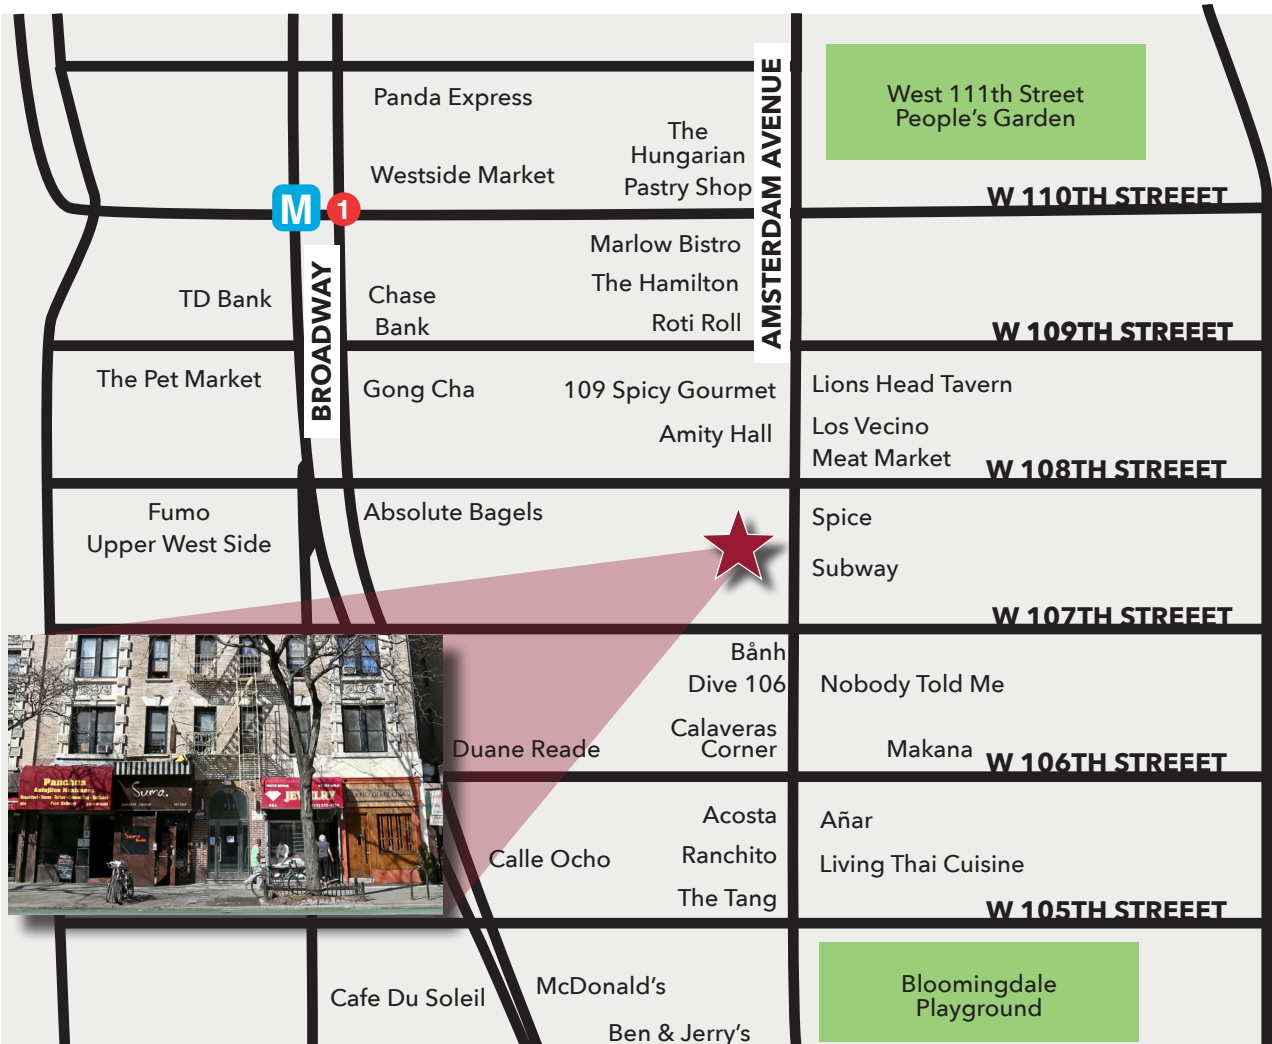 Panda Express
West 111th Street
People's Garden
The
Hungarian
Pastry Shop
Westside Market
AMSTERDAM AVENUE
W 110TH STREEET
M
1
Marlow Bistro
The Hamilton
Roti Roll
TD Bank
Chase
Bank
BROADWAY
W 109TH STREEET
The Pet Market
Gong Cha
109 Spicy Gourmet
Amity Hall
Lions Head Tavern
Los Vecino
Meat Market
W 108TH STREEET
Fumo
Upper West Side
Absolute Bagels
Spice
Subway
W 107TH STREEET
Bånh
Dive 106
Nobody Told Me
Calaveras
Corner
Duane Reade
Makana
W 106TH STREEET
Panchos
Antojitos Mexicanos
Suma.
JEWELRY
Acosta
Ranchito
The Tang
Calle Ocho
Añar
Living Thai Cuisine
W 105TH STREEET
Cafe Du Soleil
McDonald's
Ben & Jerry's
Bloomingdale
Playground